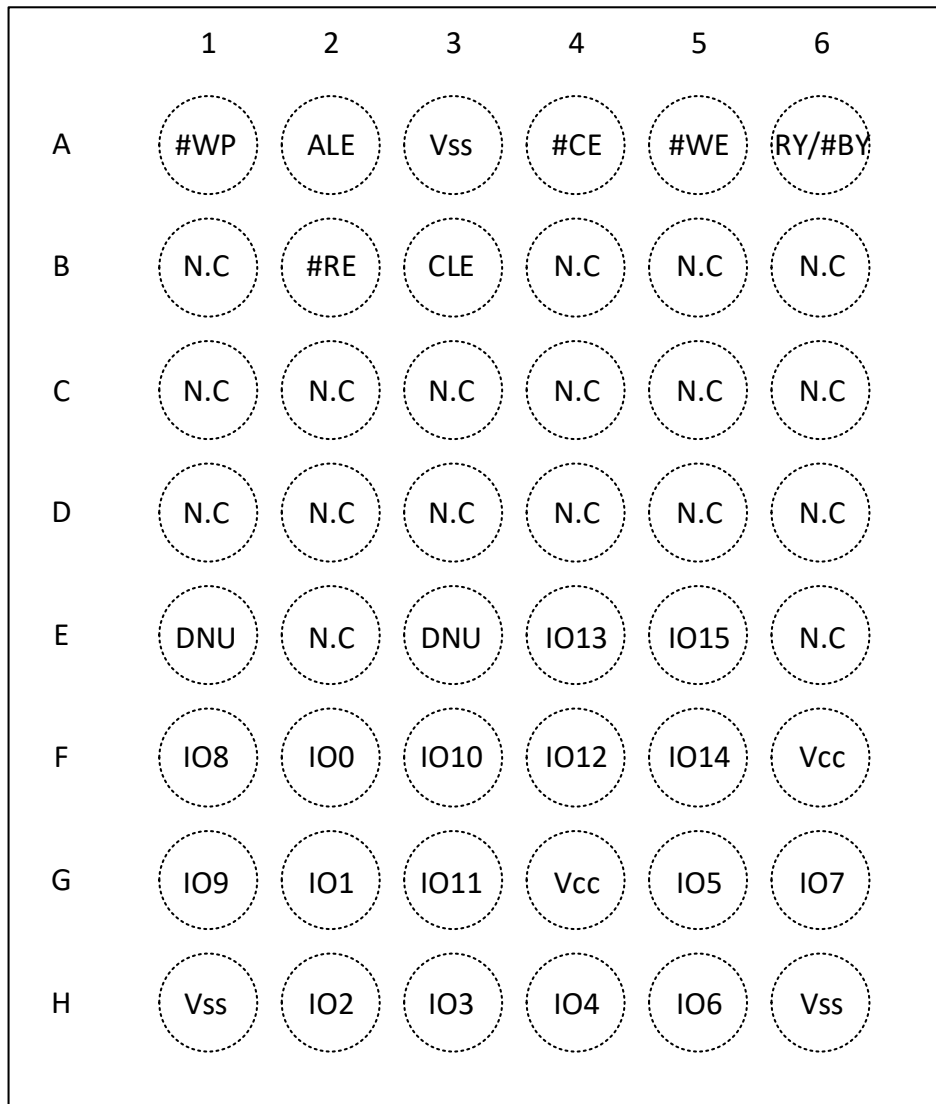 1 2 3 4 5 6
A #WP ALE Vss #CE #WE RY/#BY
B N.C #RE CLE N.C N.C N.C
C N.C N.C N.C N.C N.C N.C
D N.C N.C N.C N.C N.C N.C
E DNU N.C DNU IO13 IO15 N.C
F IO8 IO0 IO10 IO12 IO14 Vcc
G IO9 IO1 IO11 Vcc IO5 IO7
H Vss IO2 IO3 IO4 IO6 Vss